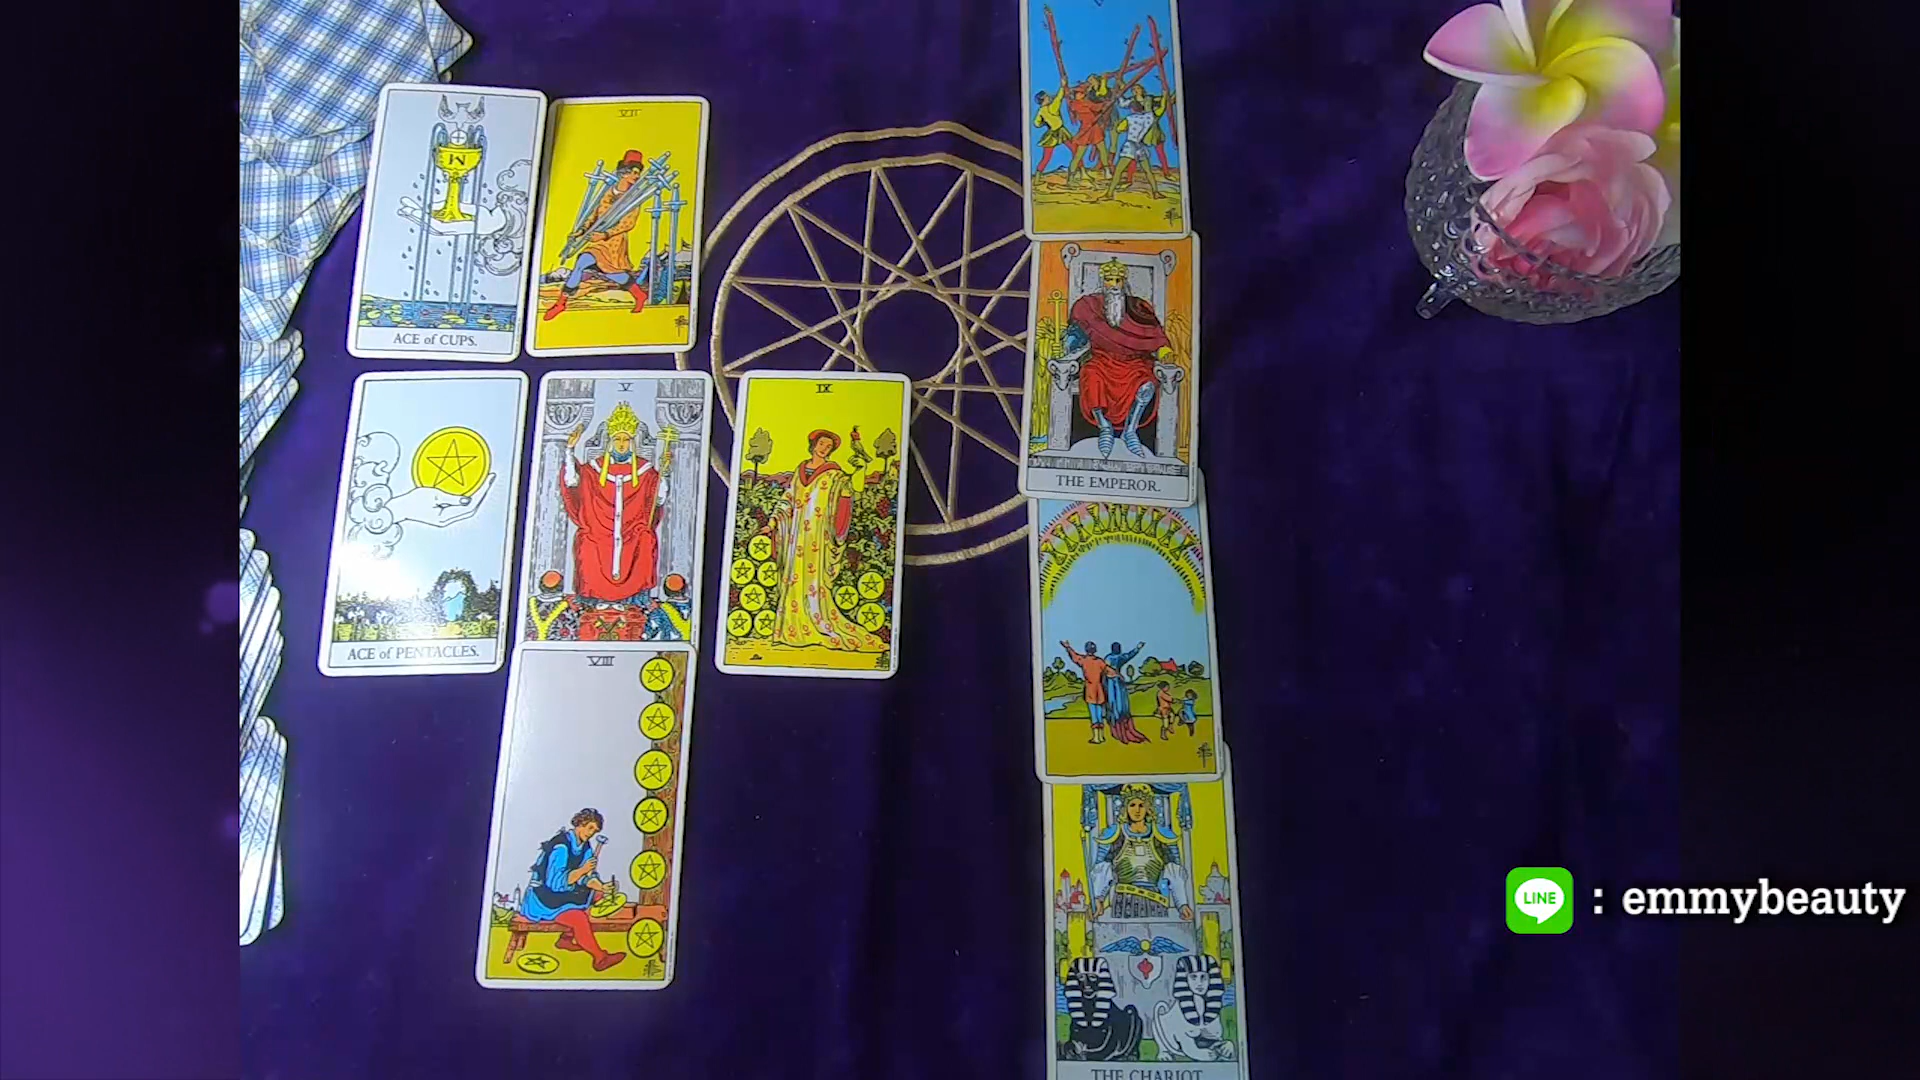 VII
ACE of CUPS.
V
IX
THE EMPEROR.
ACE of PENTACLES.
VIII
LINE : emmybeauty
THE CHARIOT.